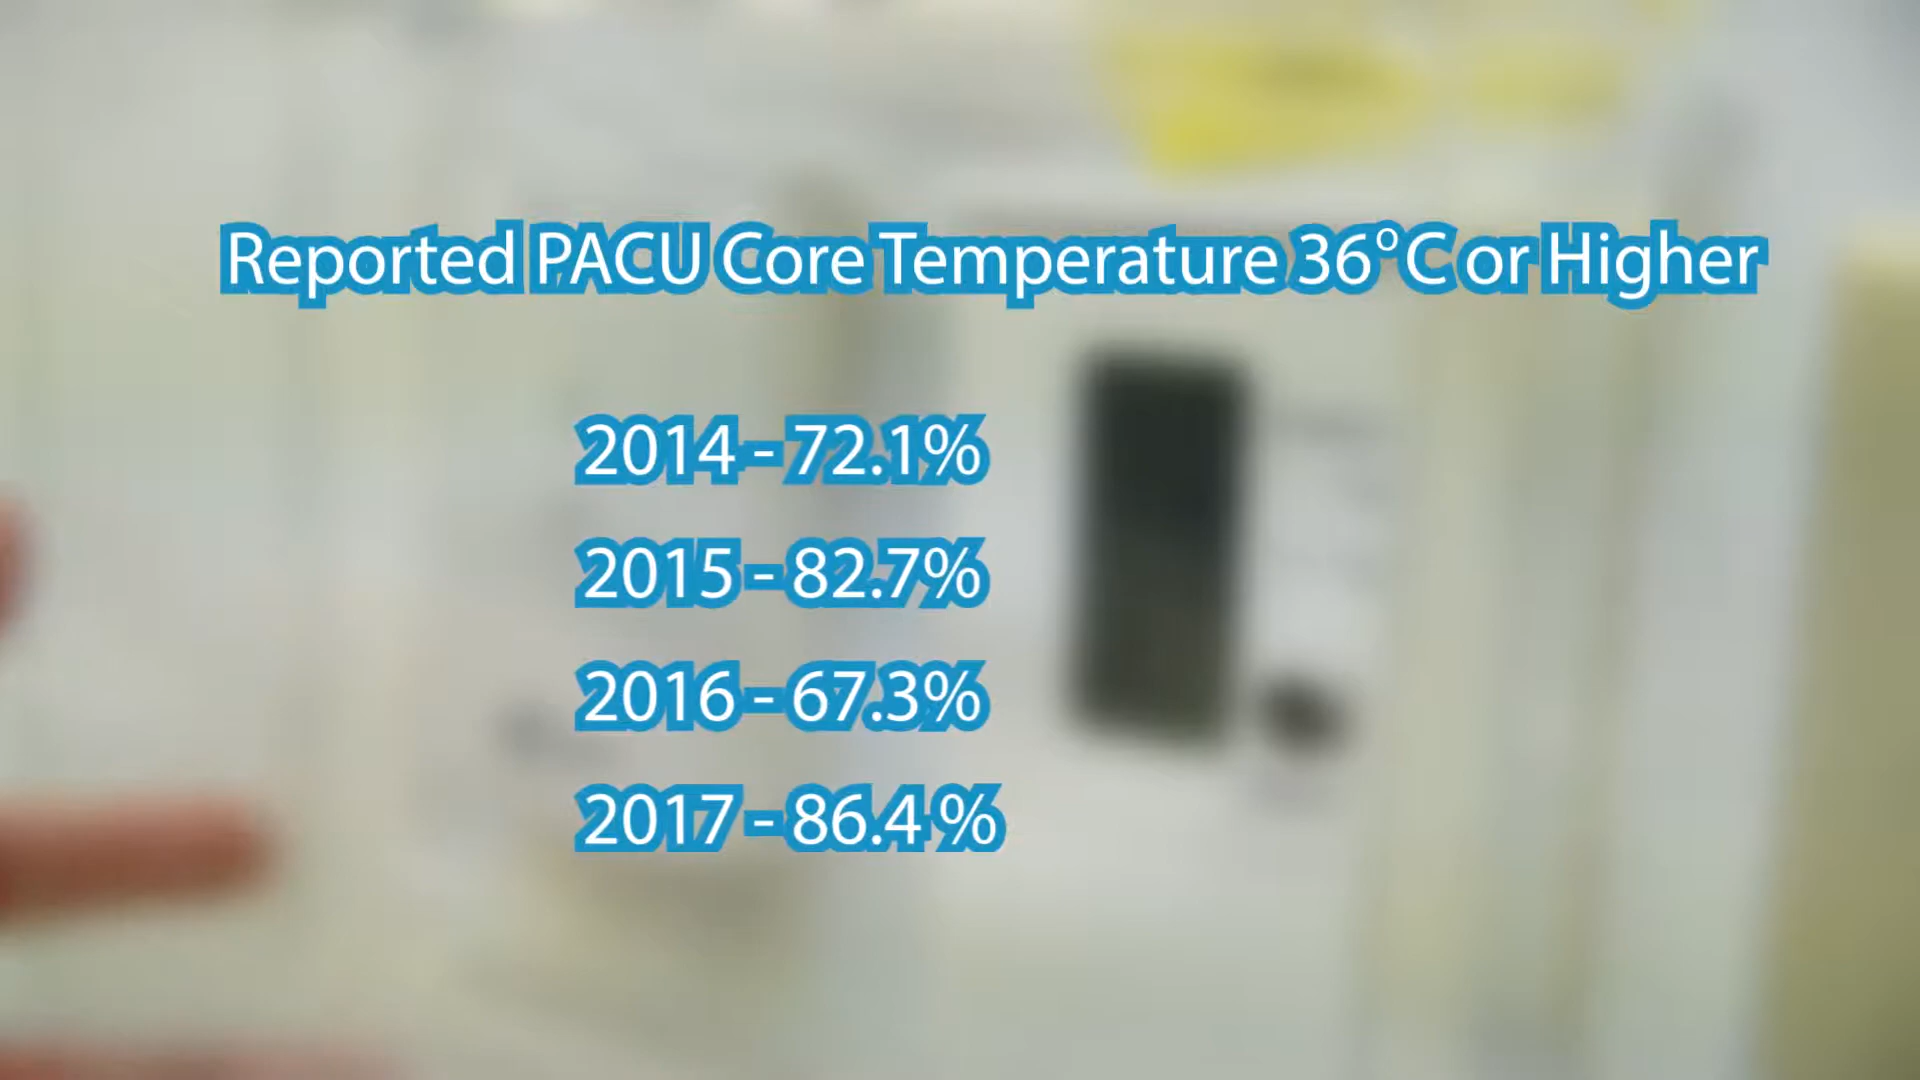 Reported PACU Core Temperature 36°C or Higher
2014 - 72.1%
2015 - 82.7%
2016 - 67.3%
2017 - 86.4 %